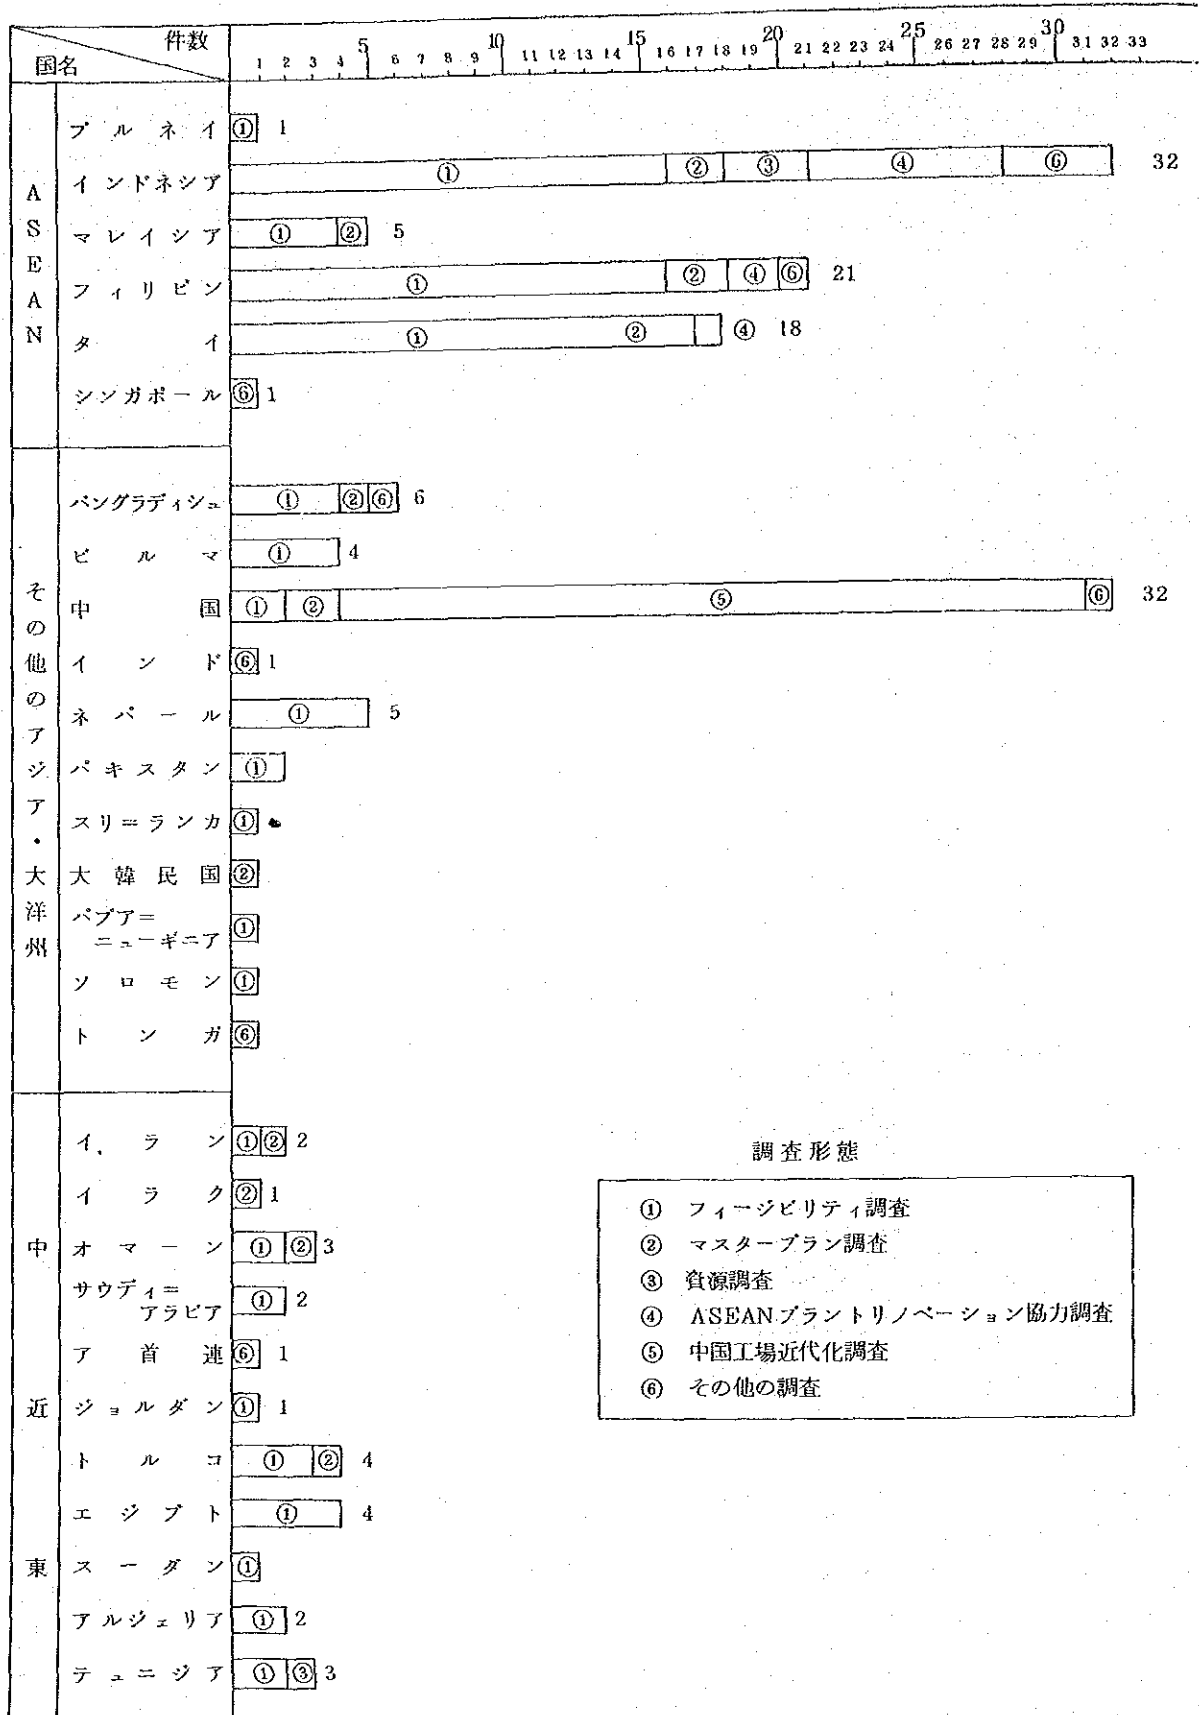 件数
国名
1 2 3 4 5 6 7 8 9 10 11 12 13 14 15 16 17 18 19 20 21 22 23 24 25 26 27 28 29 30 31 32 33
ASEAN
ブルネイ ① 1
インドネシア ① ② ③ ④ ⑥ 32
マレイシア ① ② 5
フィリピン ① ② ④ ⑥ 21
タイ ① ② ④ 18
シンガポール ⑥ 1
その他のアジア・大洋州
バングラディシュ ① ② ⑥ 6
ビルマ ① 4
中国 ① ② ⑤ ⑥ 32
インド ⑥ 1
ネパール ① 5
パキスタン ①
スリ=ランカ ①
大韓民国 ②
パプア=
ニューギニア ①
ソロモン ①
トンガ ⑥
中近東
イラン ① ② 2
イラク ② 1
オマーン ① ② 3
サウディ=
アラビア ① 2
ア首連 ⑥ 1
ジョルダン ① 1
トルコ ① ② 4
エジプト ① 4
スーダン ①
アルジェリア ① 2
テュニジア ① ③ 3
調査形態
① フィージビリティ調査
② マスタープラン調査
③ 資源調査
④ ASEANプラントリノベーション協力調査
⑤ 中国工場近代化調査
⑥ その他の調査